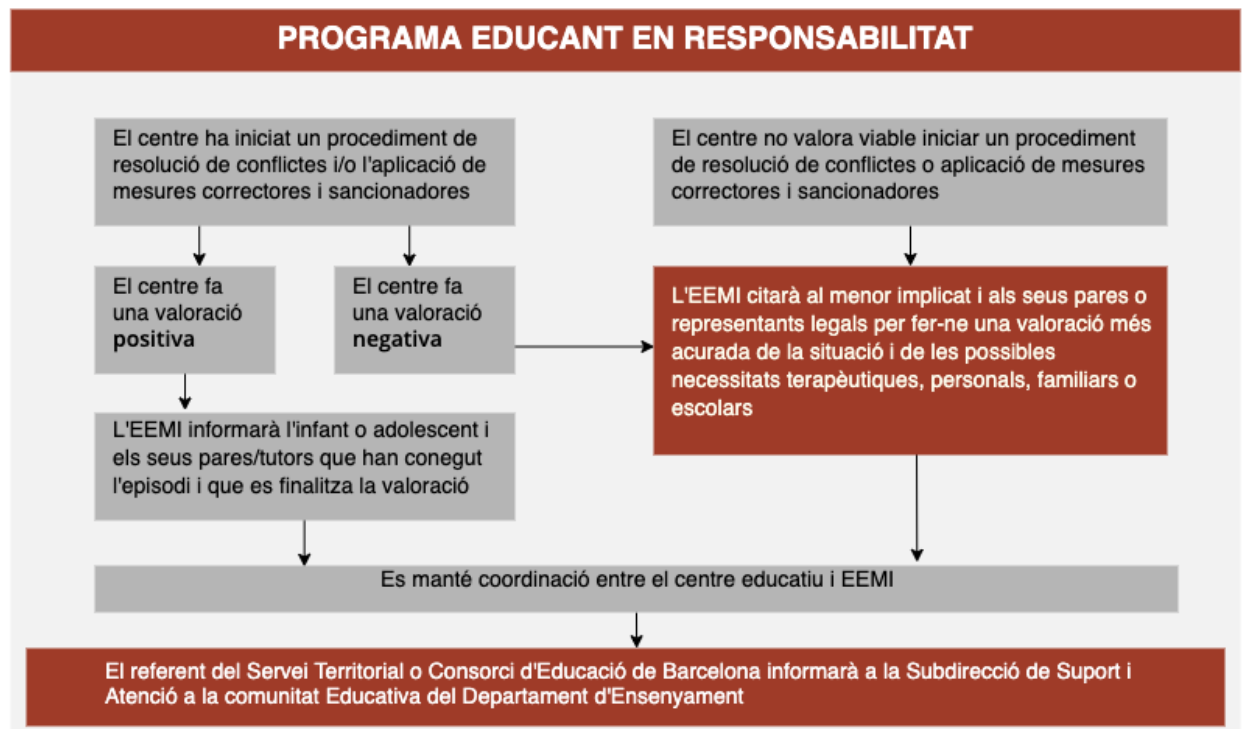 PROGRAMA EDUCANT EN RESPONSABILITAT
El centre ha iniciat un procediment de
resolució de conflictes i/o l'aplicació de
mesures correctores i sancionadores
El centre no valora viable iniciar un procediment
de resolució de conflictes o aplicació de mesures
correctores i sancionadores
El centre fa
una valoració
positiva
El centre fa
una valoració
negativa
L'EEMI citarà al menor implicat i als seus pares o
representants legals per fer-ne una valoració més
acurada de la situació i de les possibles
necessitats terapèutiques, personals, familiars o
escolars
L'EEMI informarà l'infant o adolescent i
els seus pares/tutors que han conegut
l'episodi i que es finalitza la valoració
Es manté coordinació entre el centre educatiu i EEMI
El referent del Servei Territorial o Consorci d'Educació de Barcelona informarà a la Subdirecció de Suport i
Atenció a la comunitat Educativa del Departament d'Ensenyament